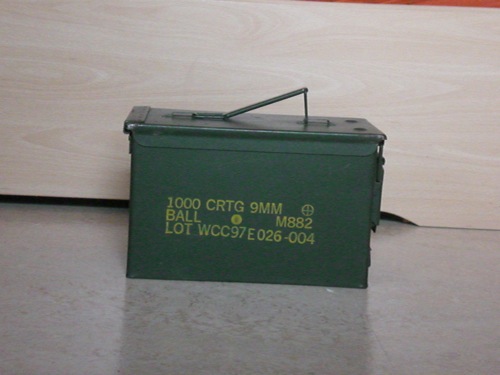 1000 CRTG 9MM
BALL M882
LOT WCC97E026-004